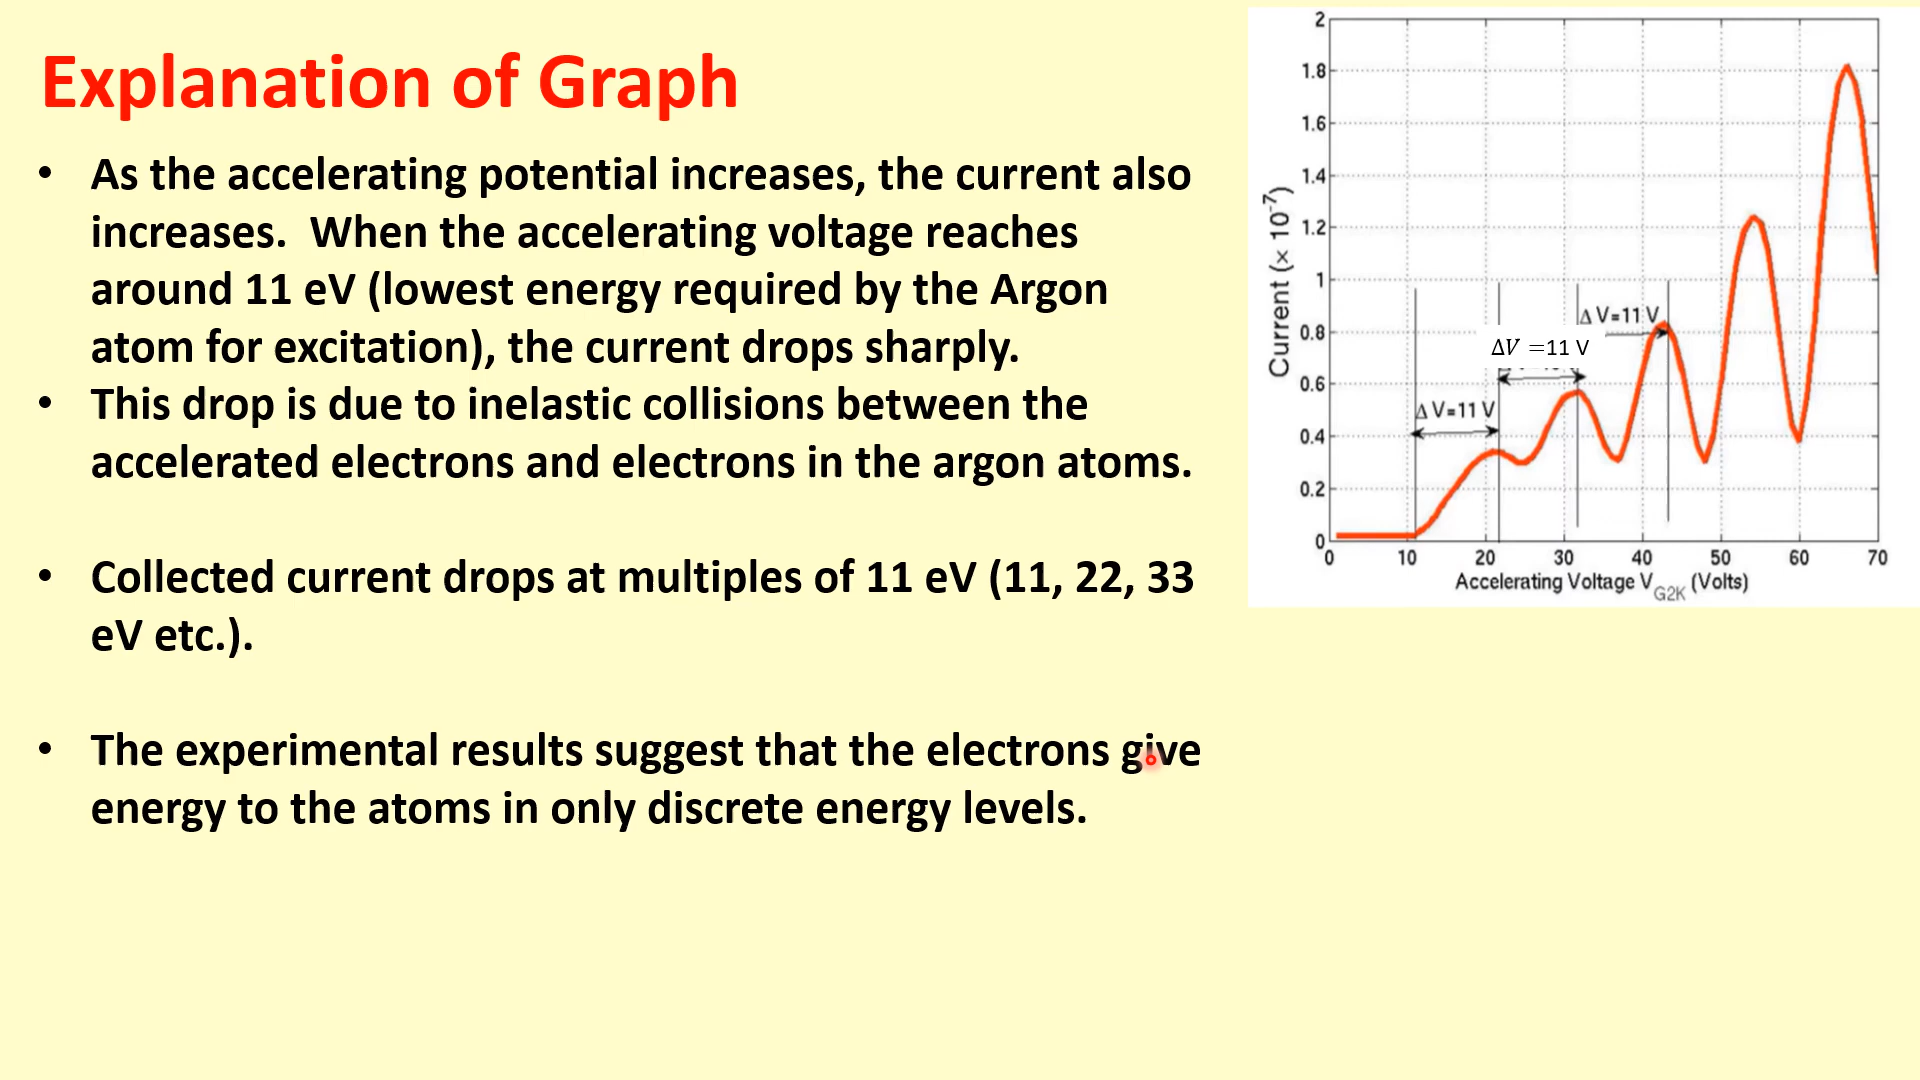 Explanation of Graph
• As the accelerating potential increases, the current also
increases.  When the accelerating voltage reaches
around 11 eV (lowest energy required by the Argon
atom for excitation), the current drops sharply.
• This drop is due to inelastic collisions between the
accelerated electrons and electrons in the argon atoms.
• Collected current drops at multiples of 11 eV (11, 22, 33
eV etc.).
• The experimental results suggest that the electrons give
energy to the atoms in only discrete energy levels.
2
1.8
1.6
1.4
1.2
1
0.8
0.6
0.4
0.2
0
Current (× 10⁻⁷)
Δ V=11 V
ΔV =11 V
Δ V=11 V
0 10 20 30 40 50 60 70
Accelerating Voltage V G2K (Volts)